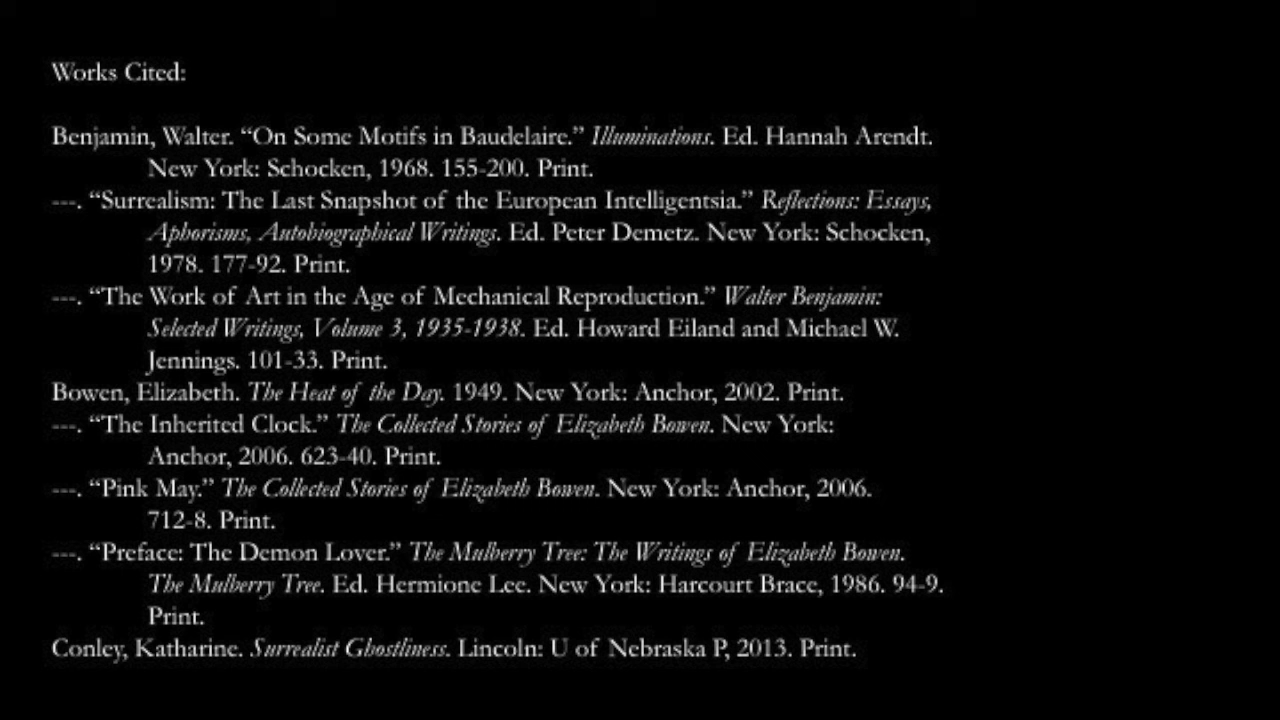 Works Cited:
Benjamin, Walter. “On Some Motifs in Baudelaire.” Illuminations. Ed. Hannah Arendt.
New York: Schocken, 1968. 155-200. Print.
---. “Surrealism: The Last Snapshot of the European Intelligentsia.” Reflections: Essays,
Aphorisms, Autobiographical Writings. Ed. Peter Demetz. New York: Schocken,
1978. 177-92. Print.
---. “The Work of Art in the Age of Mechanical Reproduction.” Walter Benjamin:
Selected Writings, Volume 3, 1935-1938. Ed. Howard Eiland and Michael W.
Jennings. 101-33. Print.
Bowen, Elizabeth. The Heat of the Day. 1949. New York: Anchor, 2002. Print.
---. “The Inherited Clock.” The Collected Stories of Elizabeth Bowen. New York:
Anchor, 2006. 623-40. Print.
---. “Pink May.” The Collected Stories of Elizabeth Bowen. New York: Anchor, 2006.
712-8. Print.
---. “Preface: The Demon Lover.” The Mulberry Tree: The Writings of Elizabeth Bowen.
The Mulberry Tree. Ed. Hermione Lee. New York: Harcourt Brace, 1986. 94-9.
Print.
Conley, Katharine. Surrealist Ghostliness. Lincoln: U of Nebraska P, 2013. Print.